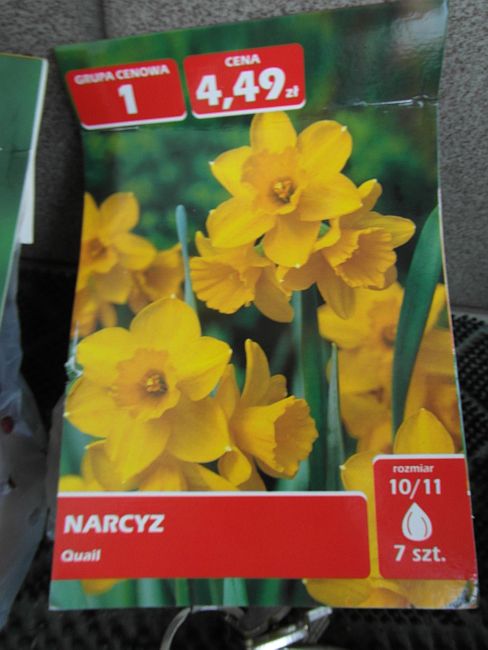 GRUPA CENOWA
1
CENA
4,49 zł
NARCYZ
Quail
rozmiar
10/11
7 szt.